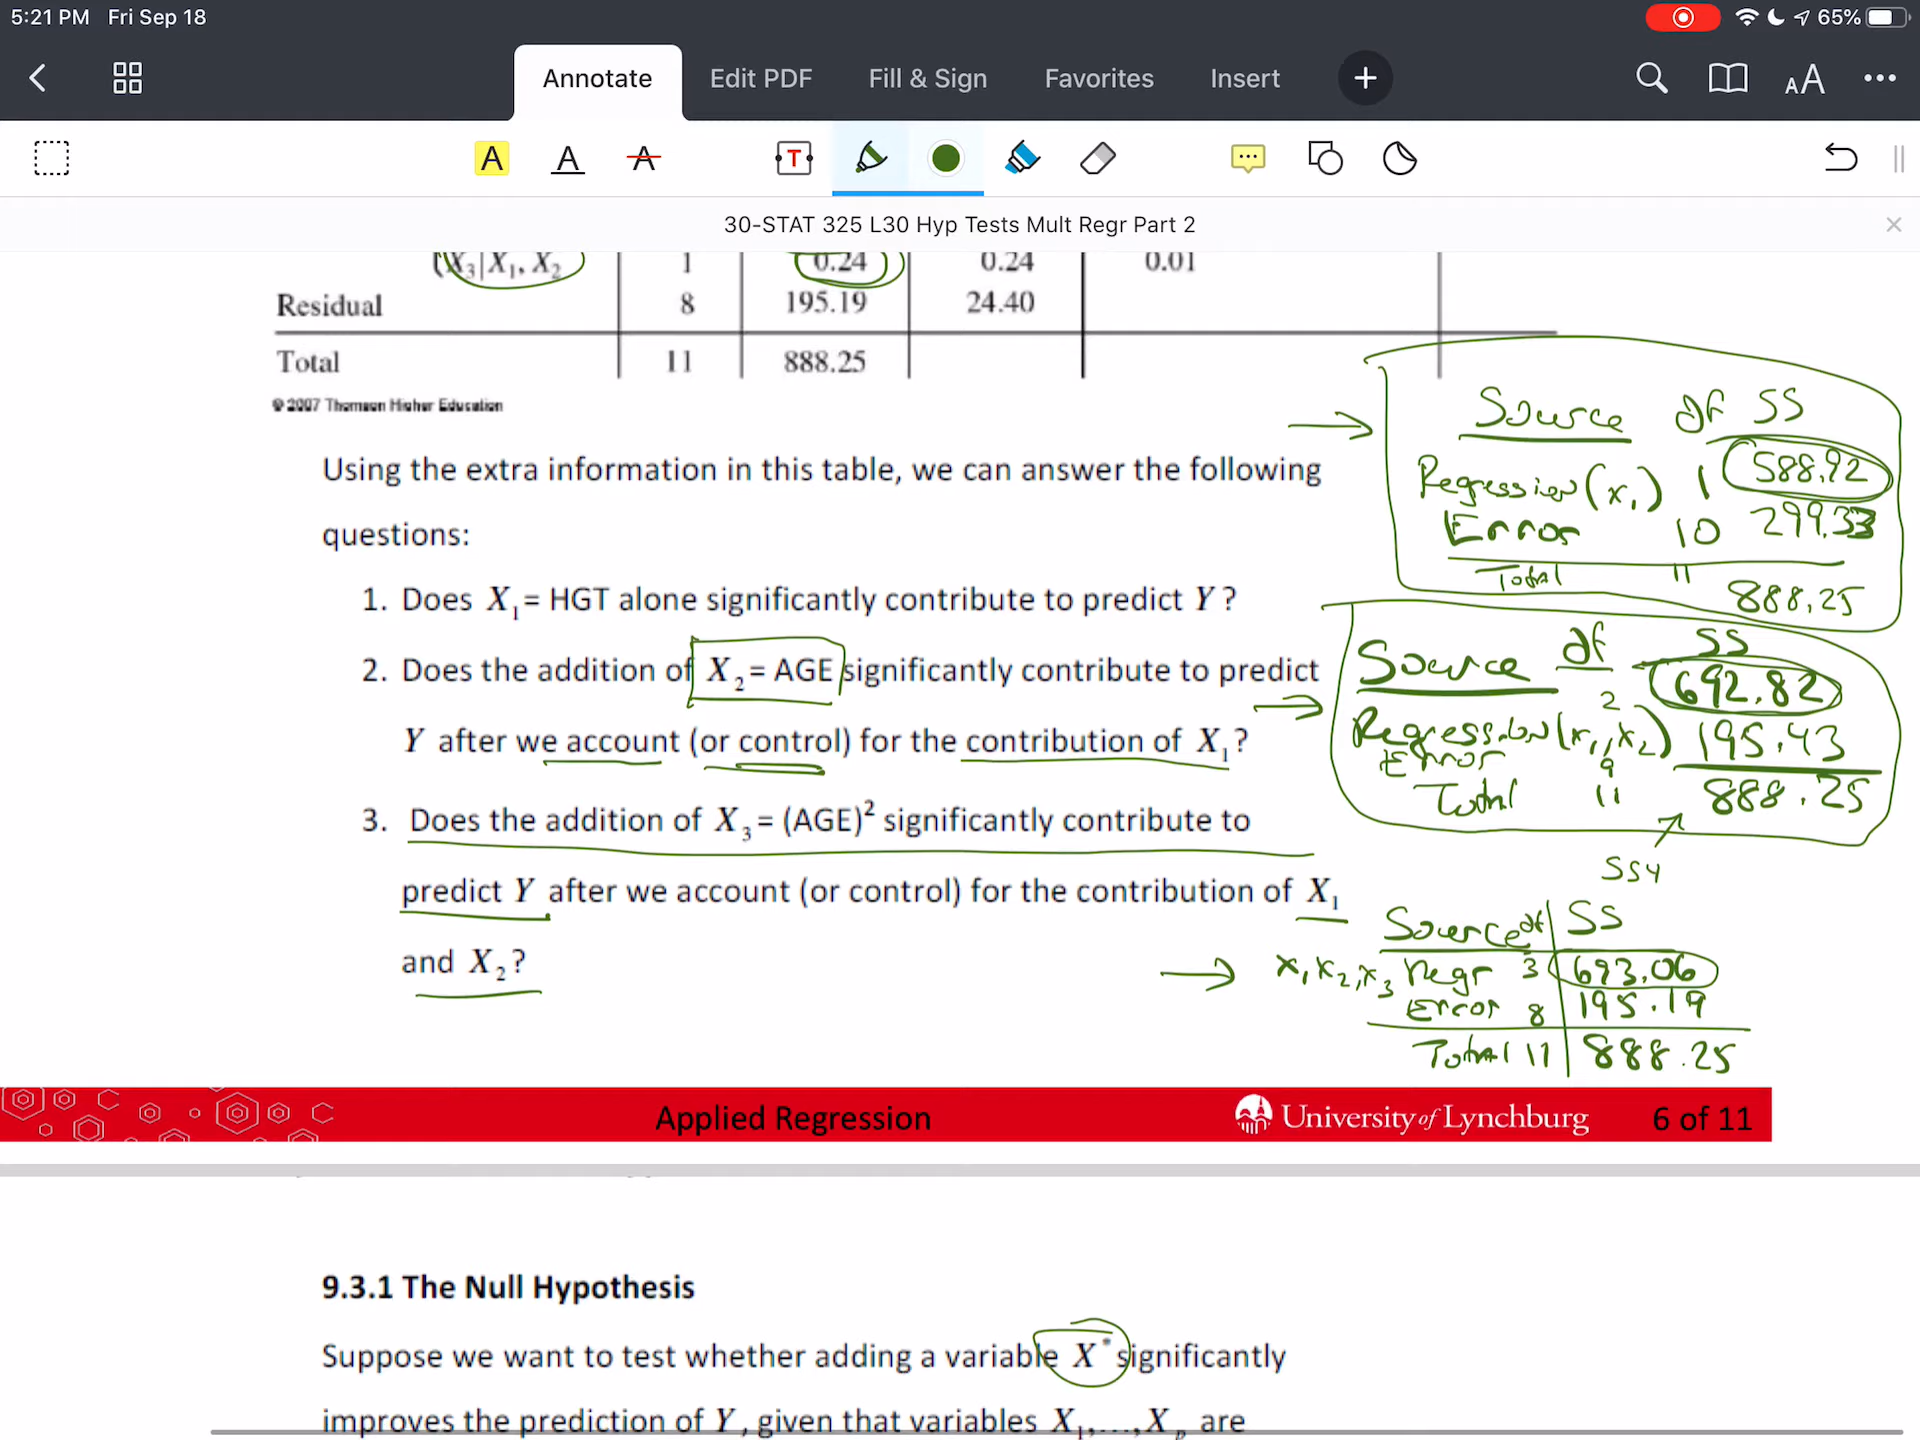 5:21 PM Fri Sep 18
65%
Annotate Edit PDF Fill & Sign Favorites Insert
AA
A A A T
30-STAT 325 L30 Hyp Tests Mult Regr Part 2
(X₃|X₁, X₂ 1 0.24 0.24 0.01
Residual 8 195.19 24.40
Total 11 888.25
© 2007 Thomson Higher Education
Using the extra information in this table, we can answer the following
questions:
1. Does X₁= HGT alone significantly contribute to predict Y?
2. Does the addition of X₂= AGE significantly contribute to predict
Y after we account (or control) for the contribution of X₁?
3. Does the addition of X₃= (AGE)² significantly contribute to
predict Y after we account (or control) for the contribution of X₁
and X₂?
Source df SS
Regression (x₁) 1 588.92
Error 10 299.33
Total 11 888.25
Source df SS
Regression (x₁,x₂) 2 692.82
Error 9 195.43
Total 11 888.25
SSY
Source df SS
x₁ x₂,x₃ regr 3 693.06
Error 8 195.19
Total 11 888.25
Applied Regression University of Lynchburg 6 of 11
9.3.1 The Null Hypothesis
Suppose we want to test whether adding a variable X* significantly
improves the prediction of Y, given that variables X₁,...,Xₚ are